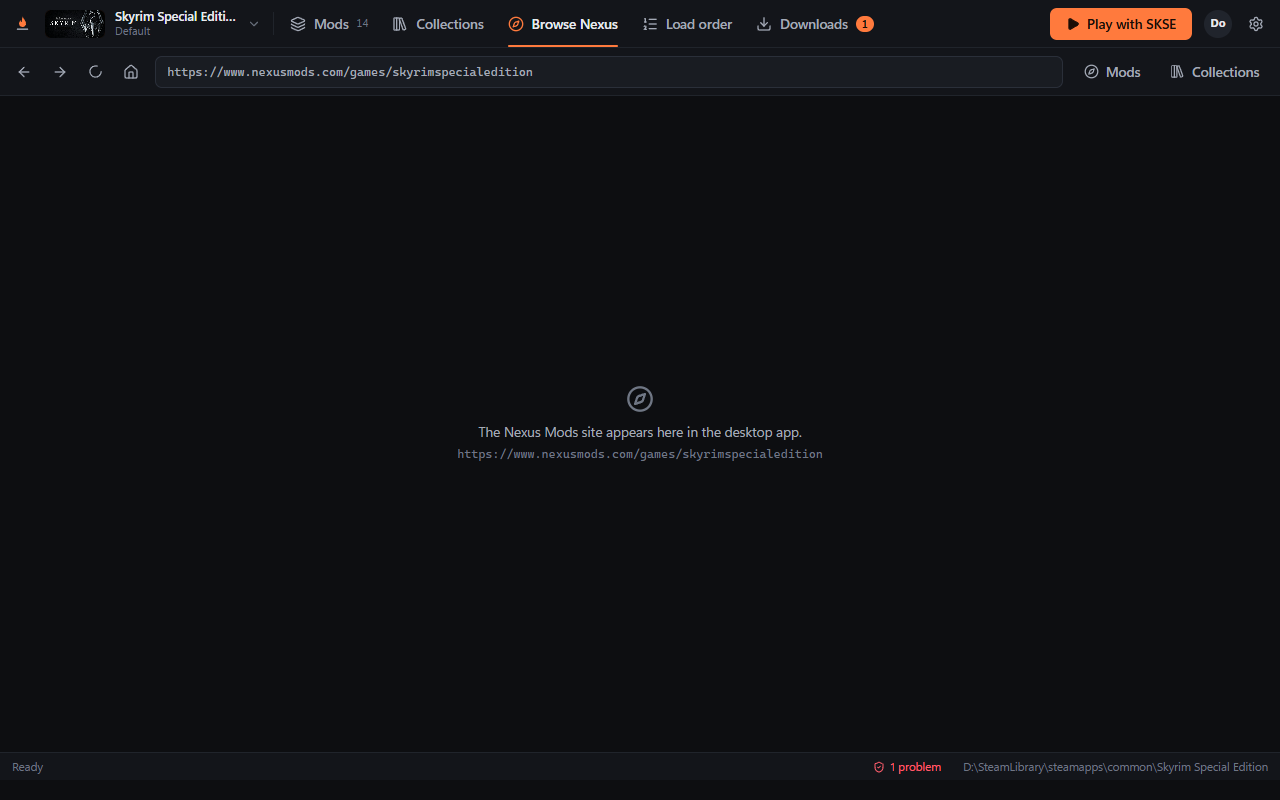 Skyrim Special Editi...
Default
Mods 14
Collections
Browse Nexus
Load order
Downloads 1
Play with SKSE
Do
https://www.nexusmods.com/games/skyrimspecialedition
Mods
Collections
The Nexus Mods site appears here in the desktop app.
https://www.nexusmods.com/games/skyrimspecialedition
Ready
1 problem
D:\SteamLibrary\steamapps\common\Skyrim Special Edition